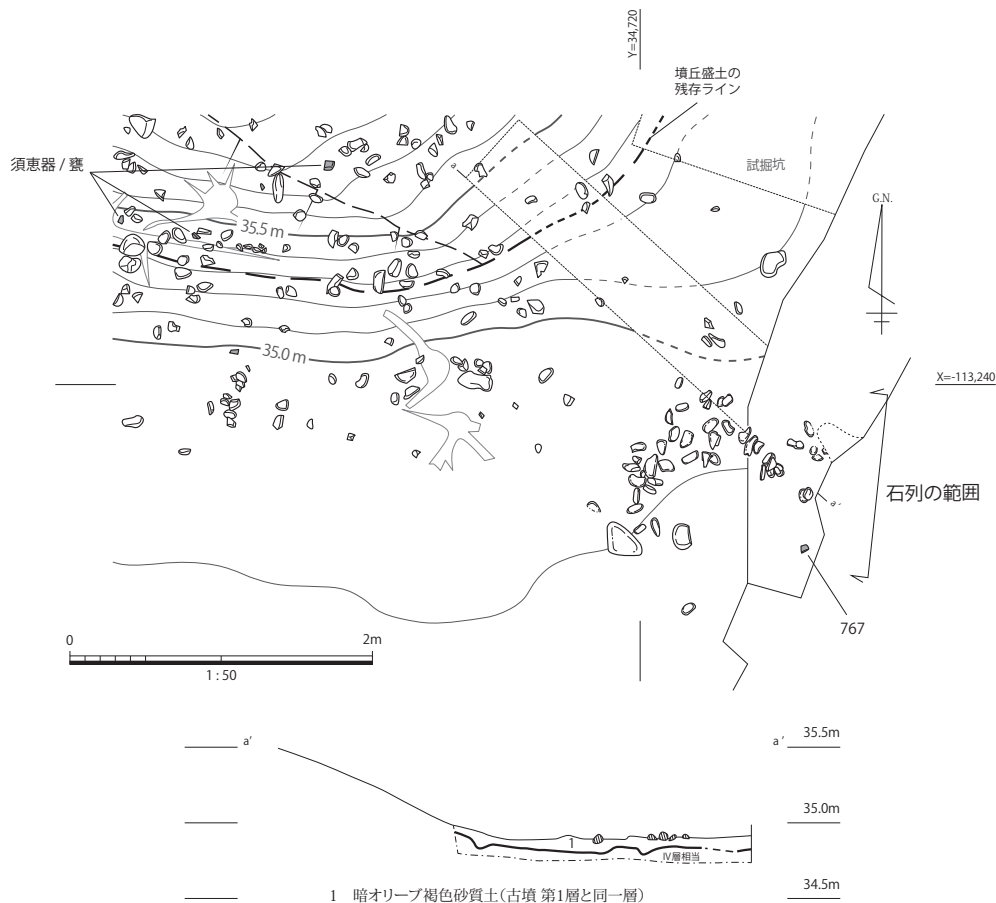 Y=34,720
墳丘盛土の
残存ライン
須恵器 / 甕
a
試掘坑
G.N.
35.5 m
35.0 m
X=-113,240
石列の範囲
a'
767
0 2m
1 : 50
a' a' 35.5m
35.0m
1
Ⅳ層相当
34.5m
1 暗オリーブ褐色砂質土(古墳 第1層と同一層)